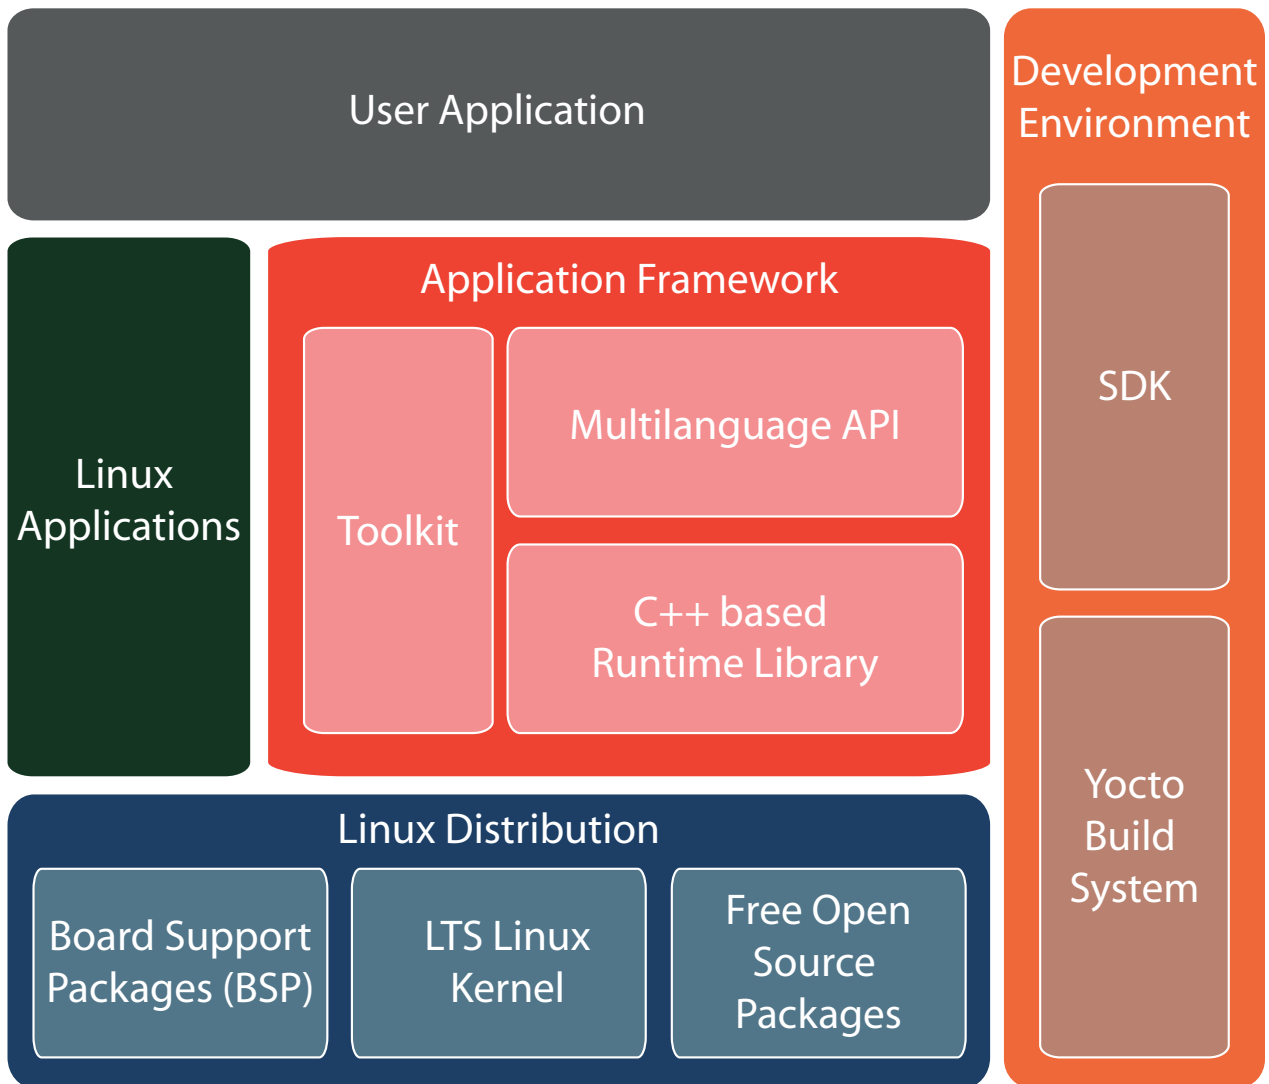 User Application
Development
Environment
SDK
Application Framework
Linux
Applications
Toolkit
Multilanguage API
C++ based
Runtime Library
Yocto
Build
System
Linux Distribution
Board Support
Packages (BSP)
LTS Linux
Kernel
Free Open
Source
Packages